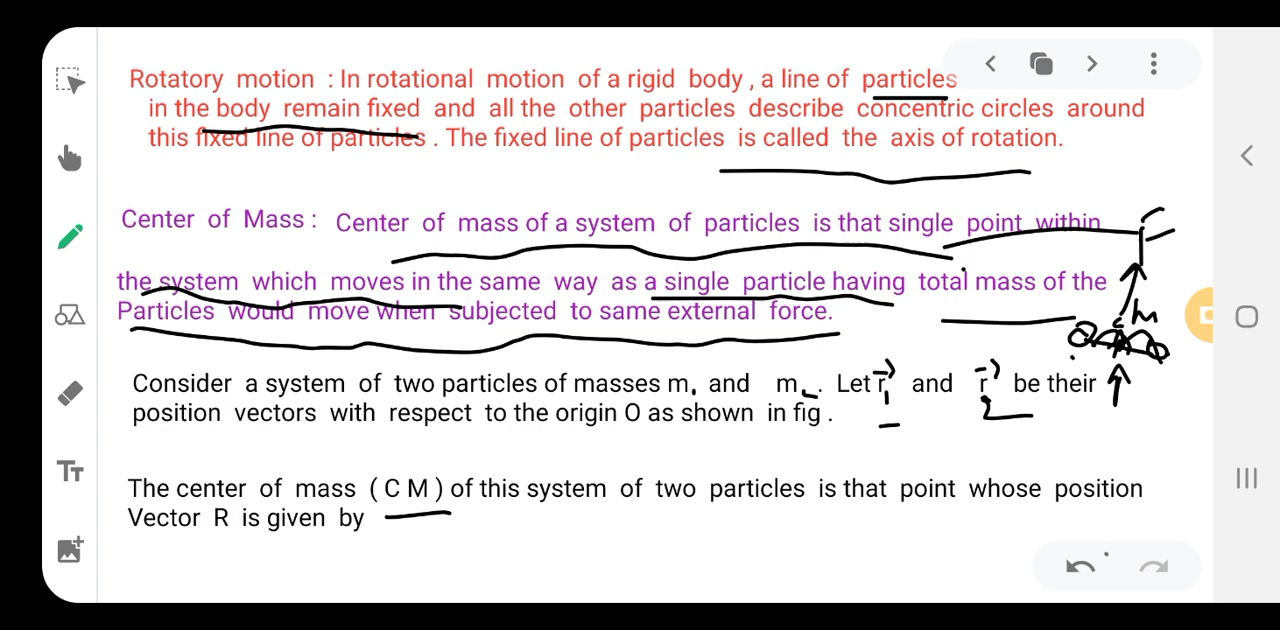 Rotatory motion : In rotational motion of a rigid body , a line of particles
in the body remain fixed and all the other particles describe concentric circles around
this fixed line of particles . The fixed line of particles is called the axis of rotation.
Center of Mass : Center of mass of a system of particles is that single point within
the system which moves in the same way as a single particle having total mass of the
Particles would move when subjected to same external force.
Consider a system of two particles of masses m₁ and m₂. Let r⃗₁ and r⃗₂ be their
position vectors with respect to the origin O as shown in fig .
The center of mass ( C M ) of this system of two particles is that point whose position
Vector R is given by
F
TT